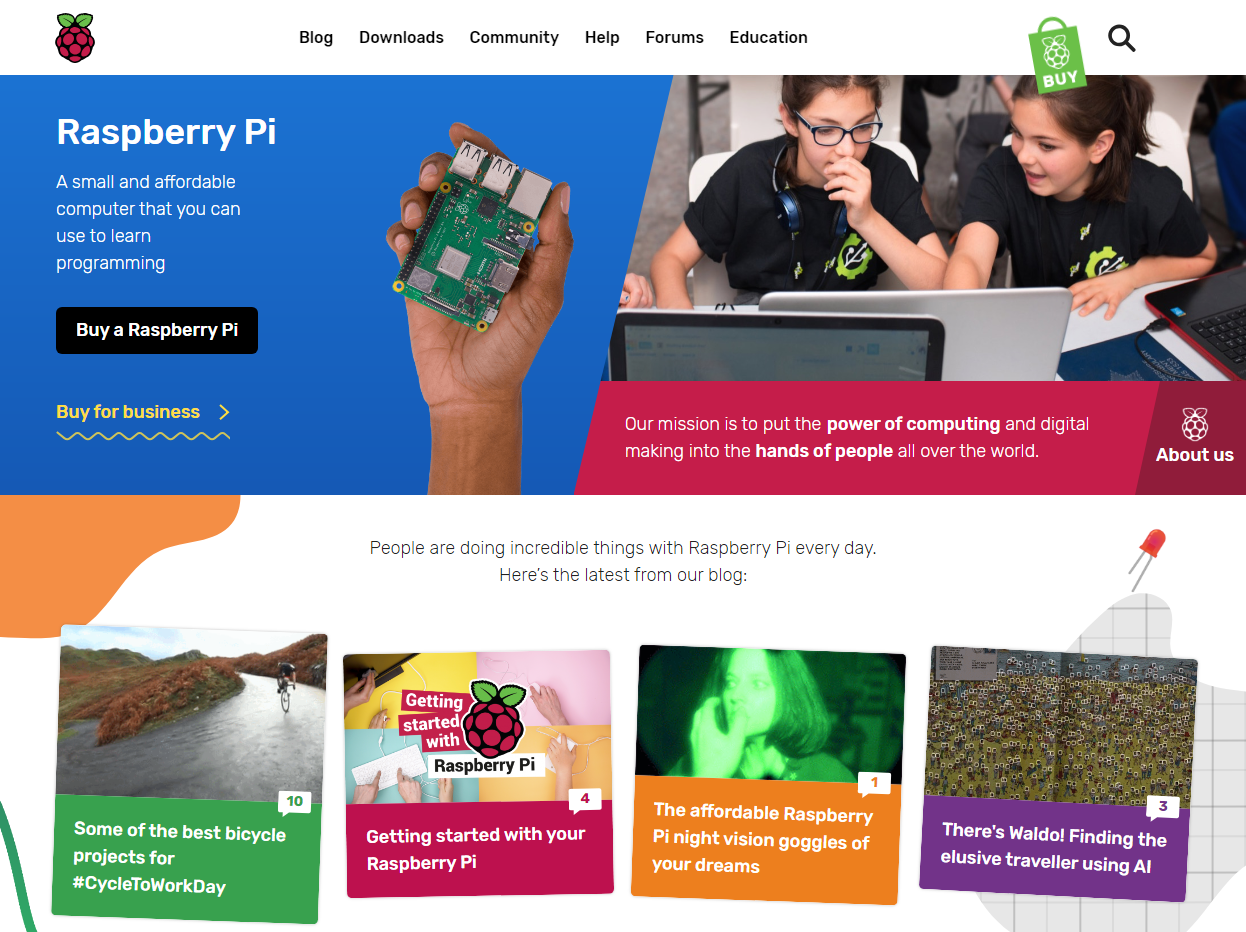 Blog Downloads Community Help Forums Education
BUY
Raspberry Pi
A small and affordable
computer that you can
use to learn
programming
Buy a Raspberry Pi
Buy for business
HDMI
Our mission is to put the power of computing and digital
making into the hands of people all over the world.
About us
People are doing incredible things with Raspberry Pi every day.
Here's the latest from our blog:
10
Some of the best bicycle
projects for
#CycleToWorkDay
Getting
started
with
Raspberry Pi
4
Getting started with your
Raspberry Pi
1
The affordable Raspberry
Pi night vision goggles of
your dreams
3
There's Waldo! Finding the
elusive traveller using AI